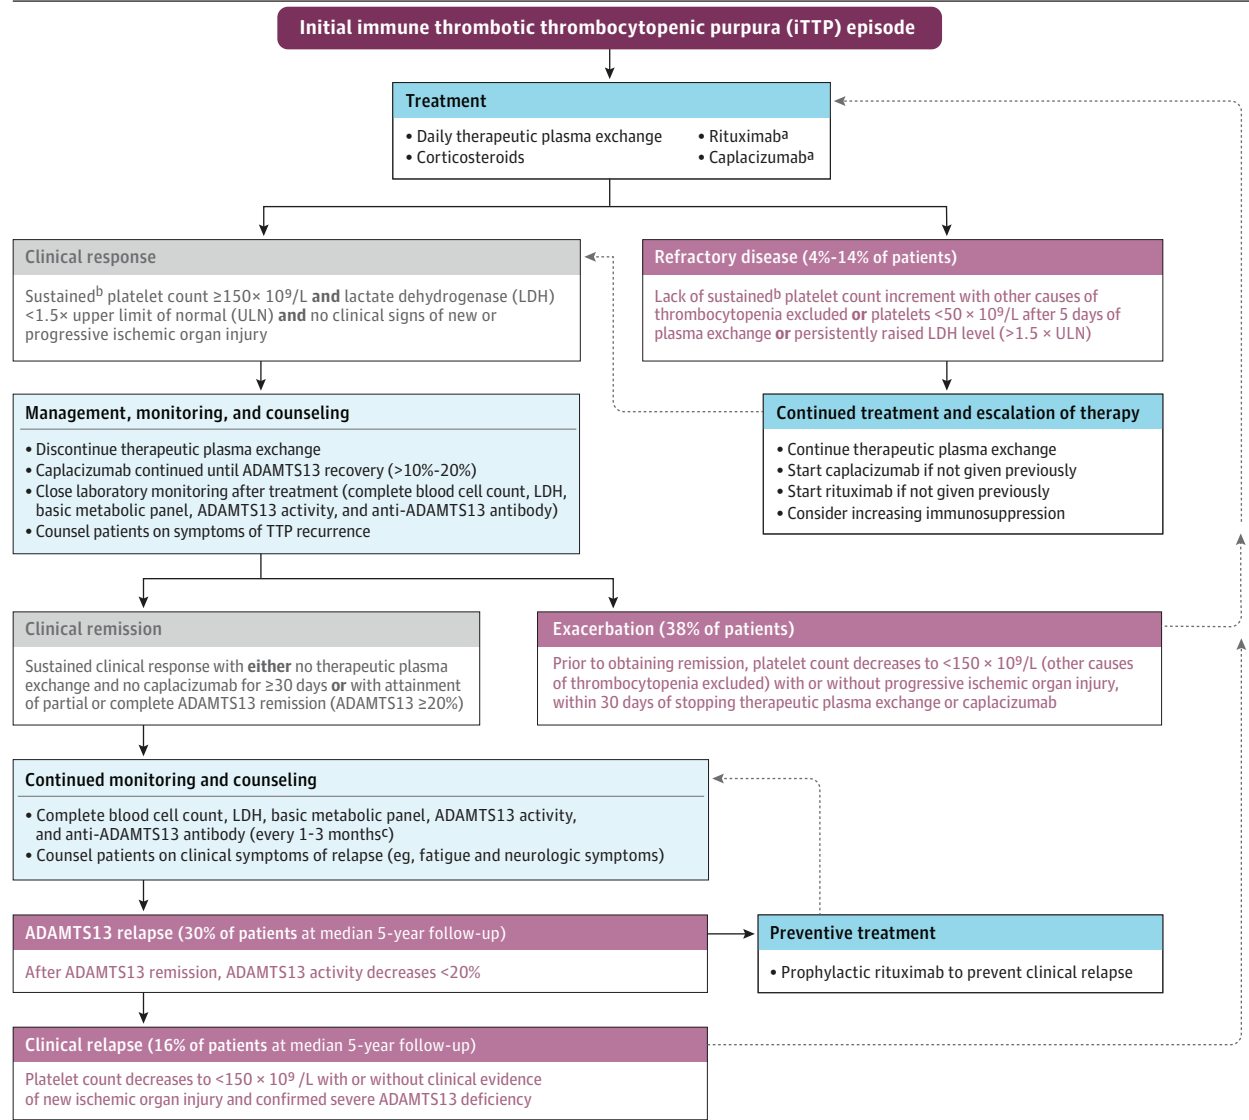 Initial immune thrombotic thrombocytopenic purpura (iTTP) episode
Treatment
• Daily therapeutic plasma exchange
• Corticosteroids
• Rituximabᵃ
• Caplacizumabᵃ
Clinical response
Sustainedᵇ platelet count ≥150× 10⁹/L and lactate dehydrogenase (LDH)
<1.5× upper limit of normal (ULN) and no clinical signs of new or
progressive ischemic organ injury
Refractory disease (4%-14% of patients)
Lack of sustainedᵇ platelet count increment with other causes of
thrombocytopenia excluded or platelets <50 × 10⁹/L after 5 days of
plasma exchange or persistently raised LDH level (>1.5 × ULN)
Management, monitoring, and counseling
• Discontinue therapeutic plasma exchange
• Caplacizumab continued until ADAMTS13 recovery (>10%-20%)
• Close laboratory monitoring after treatment (complete blood cell count, LDH,
basic metabolic panel, ADAMTS13 activity, and anti-ADAMTS13 antibody)
• Counsel patients on symptoms of TTP recurrence
Continued treatment and escalation of therapy
• Continue therapeutic plasma exchange
• Start caplacizumab if not given previously
• Start rituximab if not given previously
• Consider increasing immunosuppression
Clinical remission
Sustained clinical response with either no therapeutic plasma
exchange and no caplacizumab for ≥30 days or with attainment
of partial or complete ADAMTS13 remission (ADAMTS13 ≥20%)
Exacerbation (38% of patients)
Prior to obtaining remission, platelet count decreases to <150 × 10⁹/L (other causes
of thrombocytopenia excluded) with or without progressive ischemic organ injury,
within 30 days of stopping therapeutic plasma exchange or caplacizumab
Continued monitoring and counseling
• Complete blood cell count, LDH, basic metabolic panel, ADAMTS13 activity,
and anti-ADAMTS13 antibody (every 1-3 monthsᶜ)
• Counsel patients on clinical symptoms of relapse (eg, fatigue and neurologic symptoms)
ADAMTS13 relapse (30% of patients at median 5-year follow-up)
After ADAMTS13 remission, ADAMTS13 activity decreases <20%
Preventive treatment
• Prophylactic rituximab to prevent clinical relapse
Clinical relapse (16% of patients at median 5-year follow-up)
Platelet count decreases to <150 × 10⁹ /L with or without clinical evidence
of new ischemic organ injury and confirmed severe ADAMTS13 deficiency